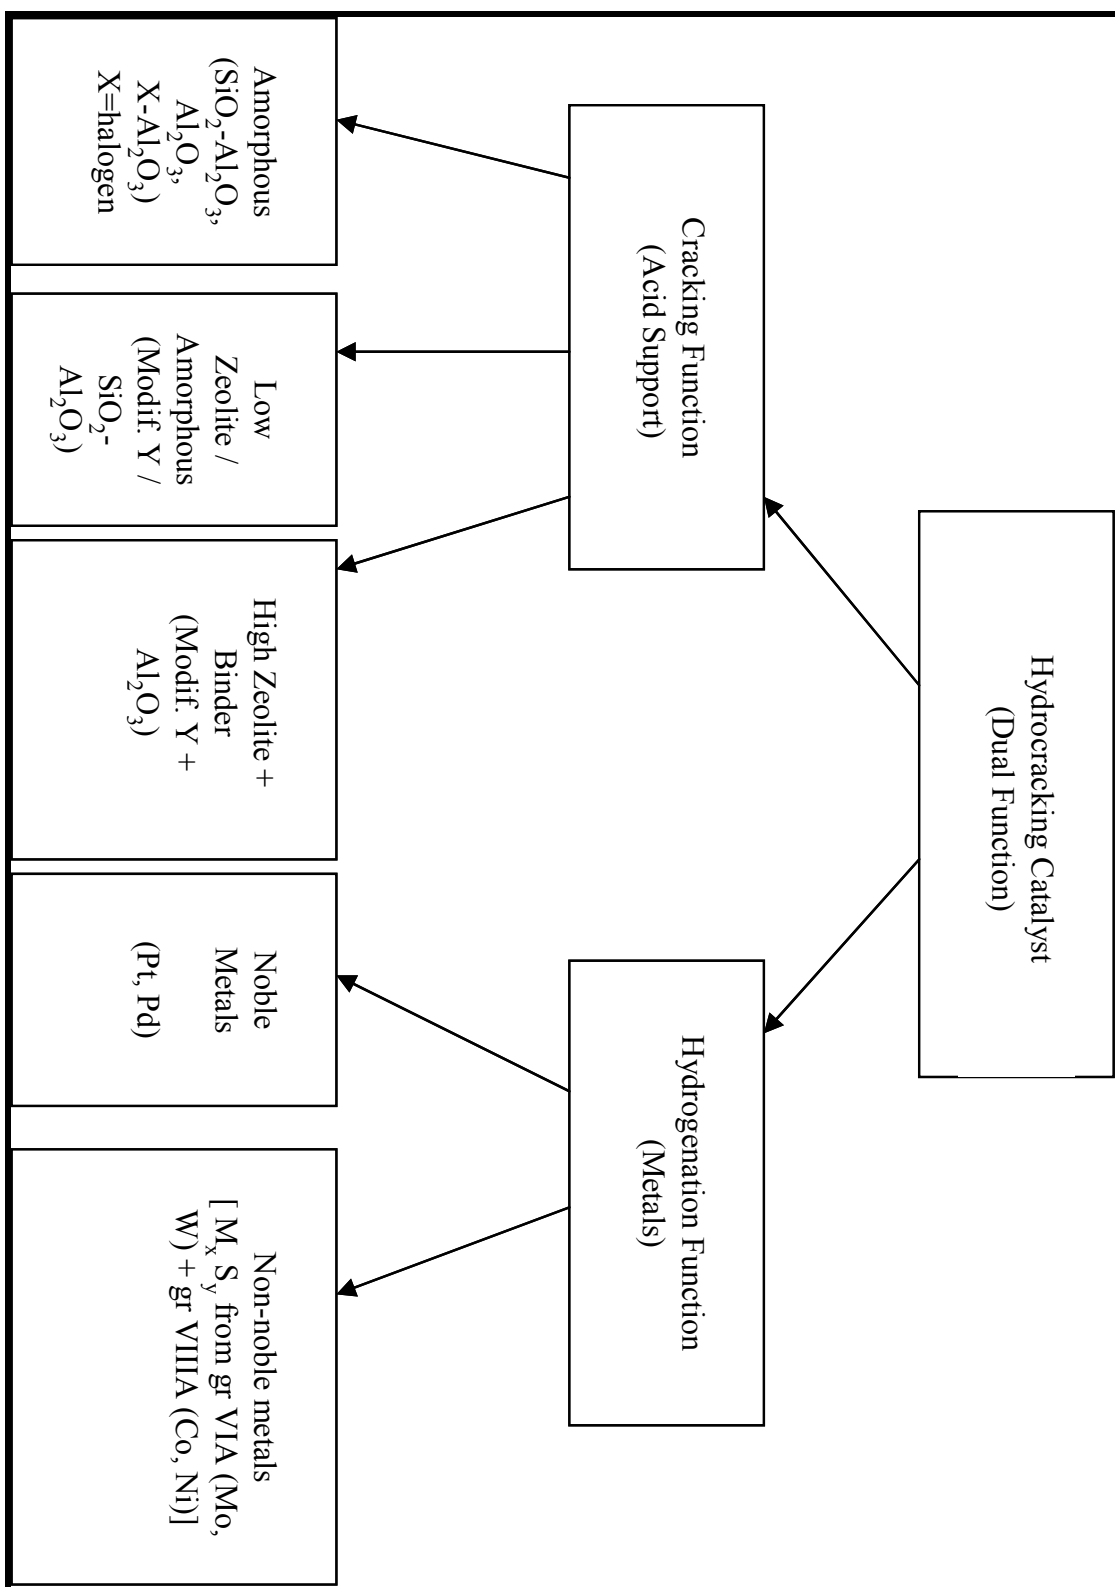 Hydrocracking Catalyst
(Dual Function)
Cracking Function
(Acid Support)
Hydrogenation Function
(Metals)
Amorphous
(SiO₂-Al₂O₃,
Al₂O₃,
X-Al₂O₃)
X=halogen
Low
Zeolite /
Amorphous
(Modif. Y /
SiO₂-
Al₂O₃)
High Zeolite +
Binder
(Modif. Y +
Al₂O₃)
Noble
Metals
(Pt, Pd)
Non-noble metals
[ MₓS_y from gr VIA (Mo,
W) + gr VIIIA (Co, Ni)]